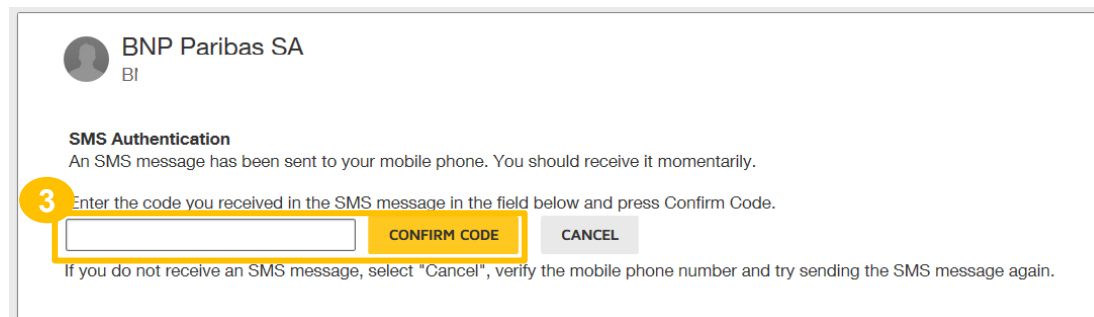 BNP Paribas SA
SMS Authentication
An SMS message has been sent to your mobile phone. You should receive it momentarily.
3
Enter the code you received in the SMS message in the field below and press Confirm Code.
CONFIRM CODE CANCEL
If you do not receive an SMS message, select "Cancel", verify the mobile phone number and try sending the SMS message again.